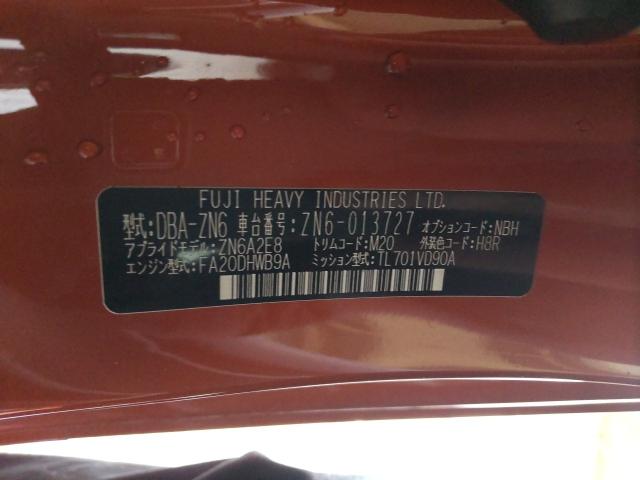 FUJI HEAVY INDUSTRIES LTD.
型式:DBA-ZN6 車台番号:ZN6-013727 オプションコード:NBH
アプライドモデル:ZN6A2E8 トリムコード:M20 外装色コード:H8R
エンジン型式:FA20DHWB9A ミッション型式:TL701VD90A